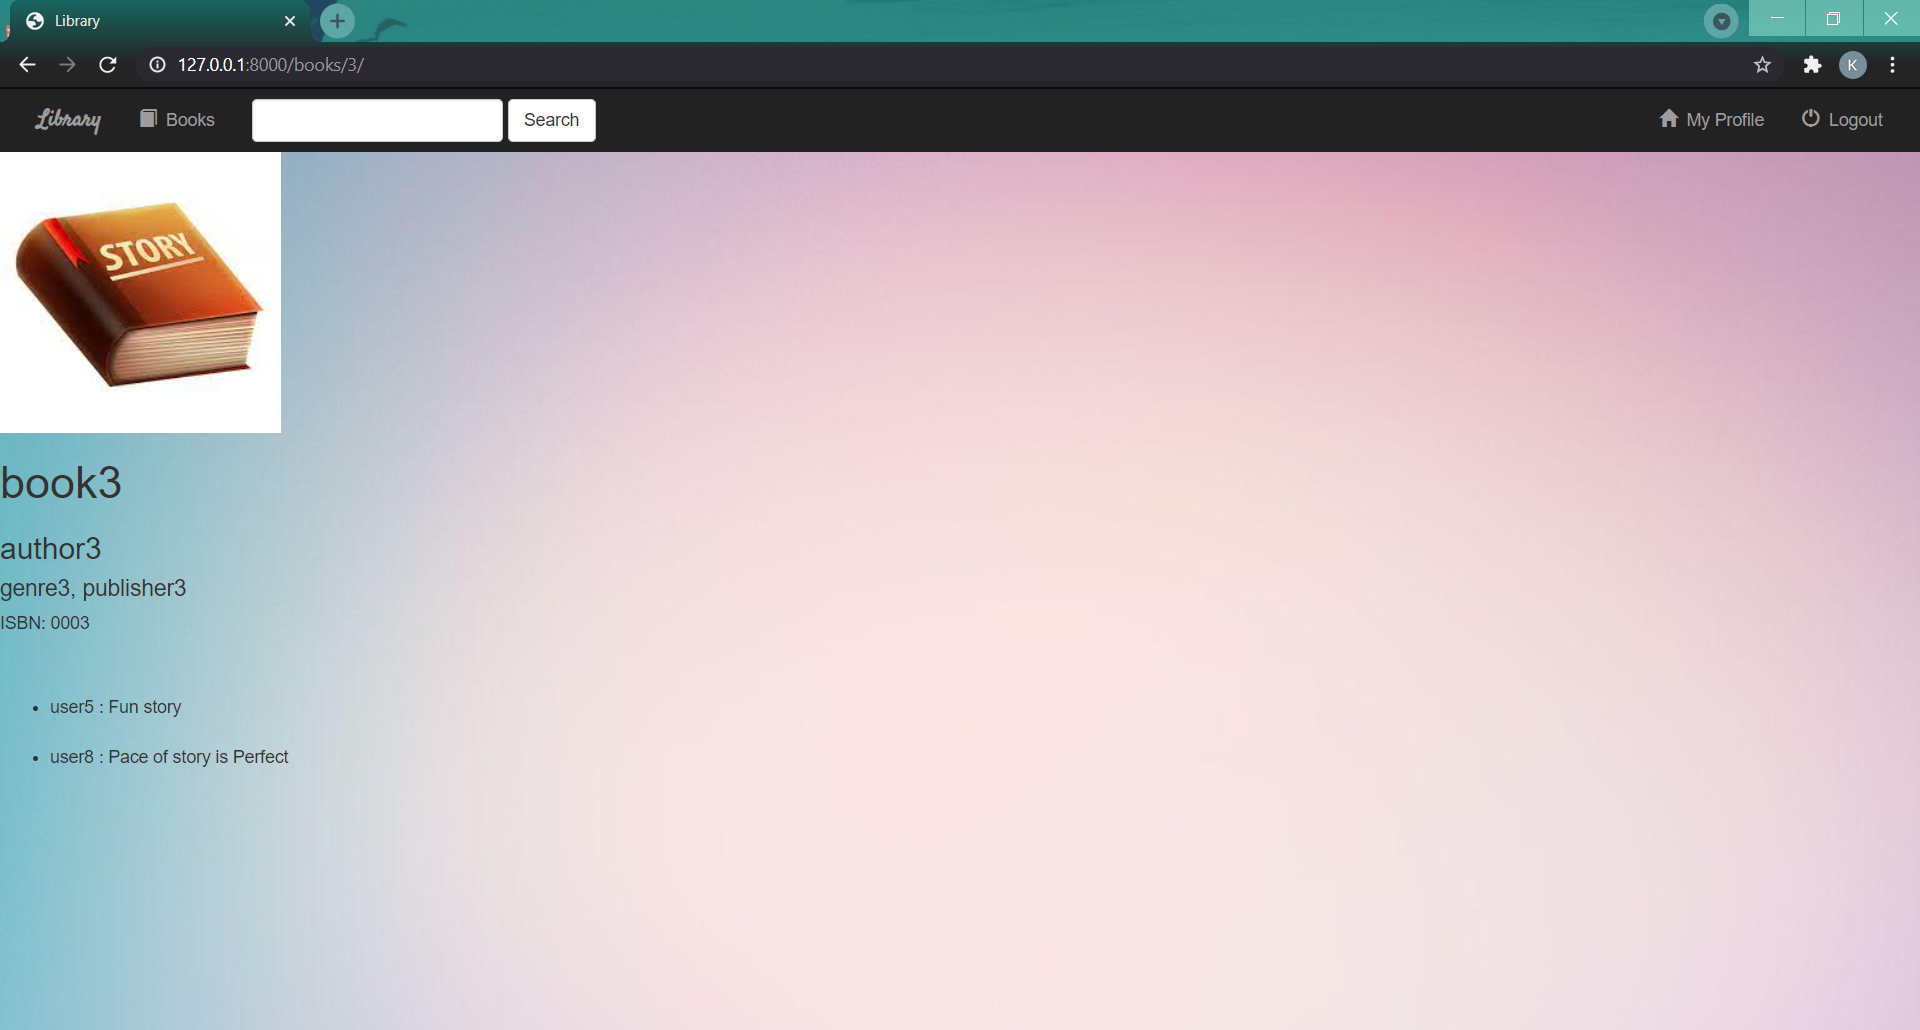 Library
127.0.0.1:8000/books/3/
K
Library Books Search My Profile Logout
STORY
book3
author3
genre3, publisher3
ISBN: 0003
• user5 : Fun story
• user8 : Pace of story is Perfect